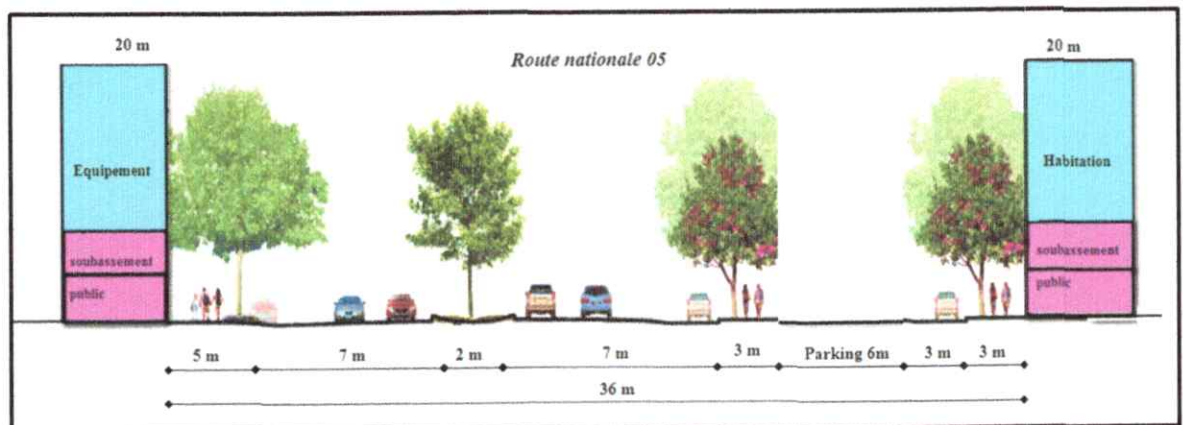 20 m
Route nationale 05
20 m
Equipement
Habitation
soubassement
soubassement
public
public
5 m
7 m
2 m
7 m
3 m
Parking 6m
3 m
3 m
36 m